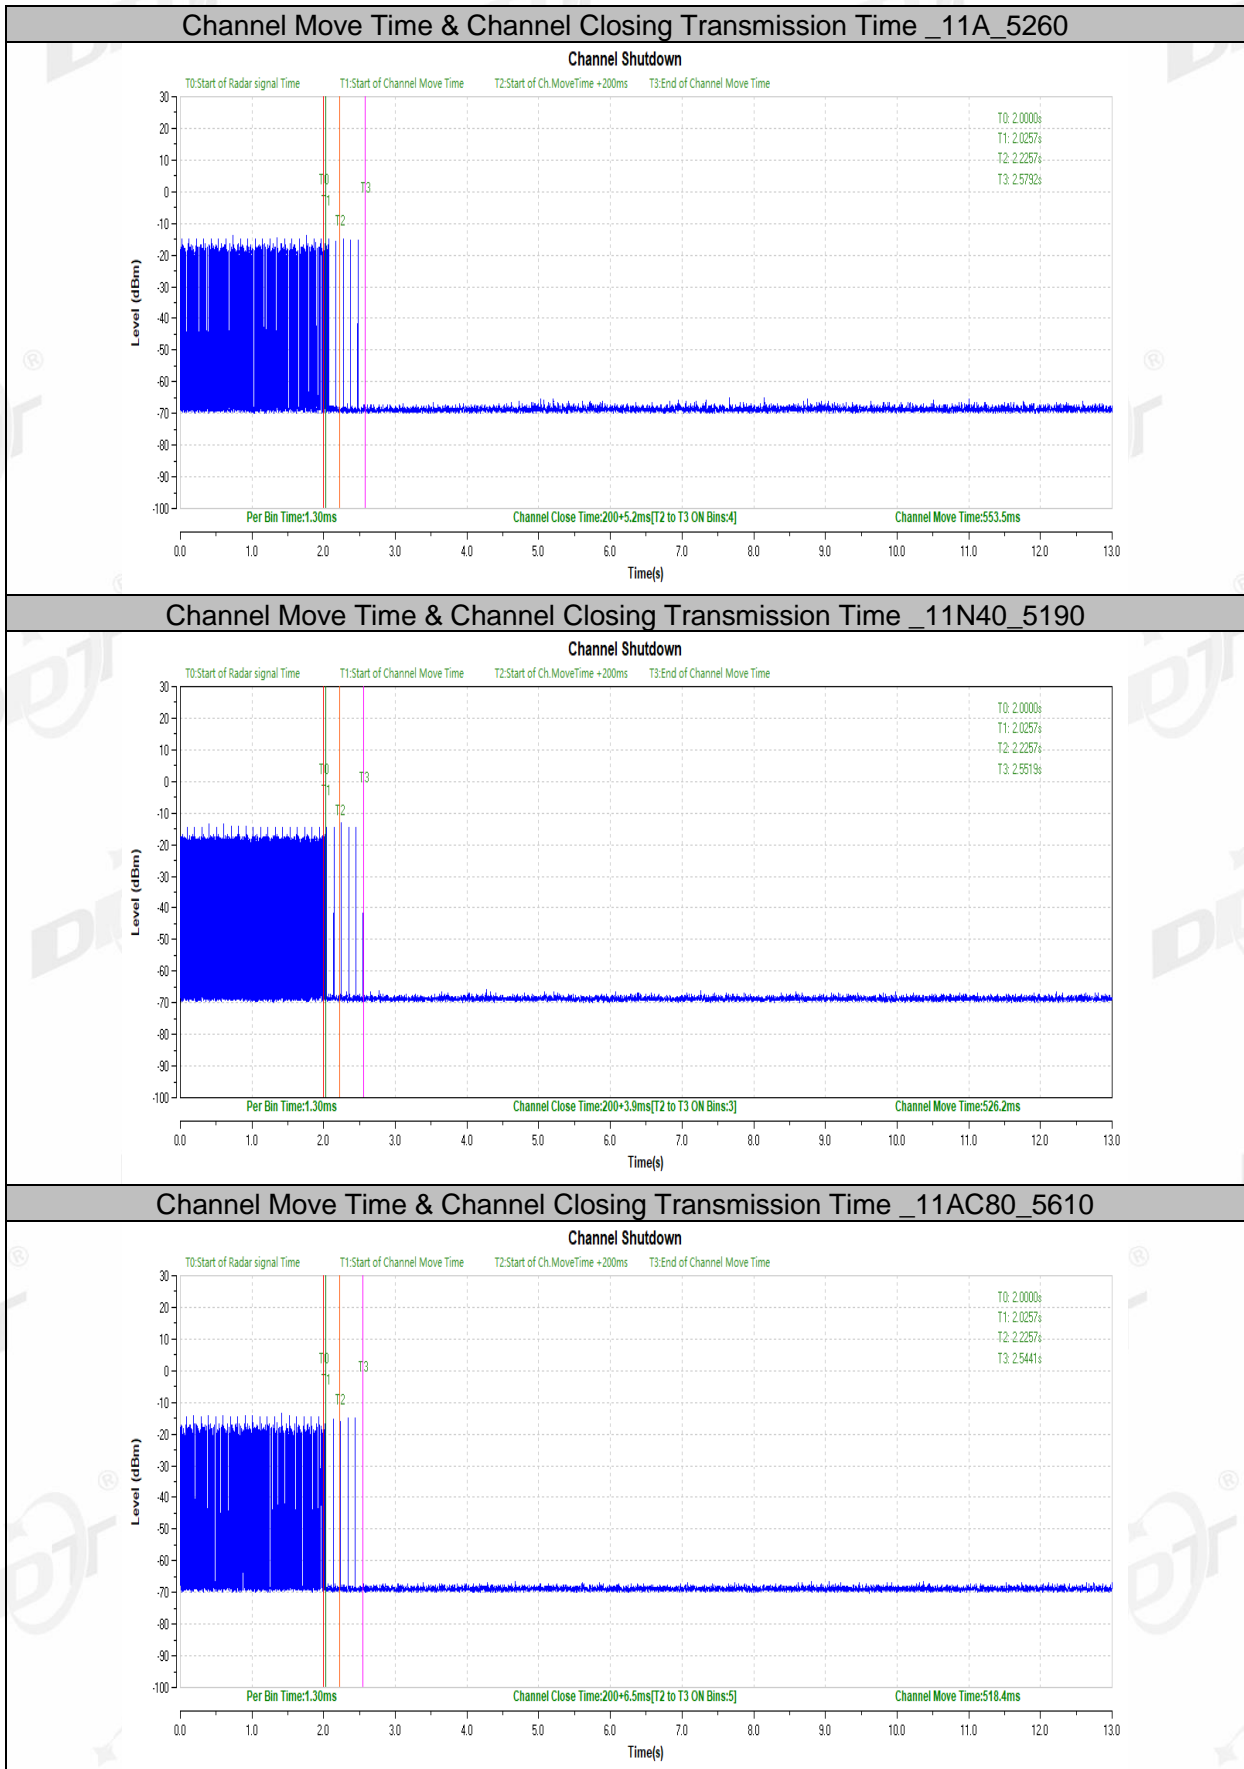 Channel Move Time & Channel Closing Transmission Time _11A_5260
Channel Shutdown
T0:Start of Radar signal Time T1:Start of Channel Move Time T2:Start of Ch.MoveTime +200ms T3:End of Channel Move Time
30
20
10
0
-10
-20
-30
-40
-50
-60
-70
-80
-90
-100
Level (dBm)
T0
T1
T2
T3
T0: 2.0000s
T1: 2.0257s
T2: 2.2257s
T3: 2.5792s
Per Bin Time:1.30ms Channel Close Time:200+5.2ms[T2 to T3 ON Bins:4] Channel Move Time:553.5ms
0.0 1.0 2.0 3.0 4.0 5.0 6.0 7.0 8.0 9.0 10.0 11.0 12.0 13.0
Time(s)
Channel Move Time & Channel Closing Transmission Time _11N40_5190
Channel Shutdown
T0:Start of Radar signal Time T1:Start of Channel Move Time T2:Start of Ch.MoveTime +200ms T3:End of Channel Move Time
30
20
10
0
-10
-20
-30
-40
-50
-60
-70
-80
-90
-100
Level (dBm)
T0
T1
T2
T3
T0: 2.0000s
T1: 2.0257s
T2: 2.2257s
T3: 2.5519s
Per Bin Time:1.30ms Channel Close Time:200+3.9ms[T2 to T3 ON Bins:3] Channel Move Time:526.2ms
0.0 1.0 2.0 3.0 4.0 5.0 6.0 7.0 8.0 9.0 10.0 11.0 12.0 13.0
Time(s)
Channel Move Time & Channel Closing Transmission Time _11AC80_5610
Channel Shutdown
T0:Start of Radar signal Time T1:Start of Channel Move Time T2:Start of Ch.MoveTime +200ms T3:End of Channel Move Time
30
20
10
0
-10
-20
-30
-40
-50
-60
-70
-80
-90
-100
Level (dBm)
T0
T1
T2
T3
T0: 2.0000s
T1: 2.0257s
T2: 2.2257s
T3: 2.5441s
Per Bin Time:1.30ms Channel Close Time:200+6.5ms[T2 to T3 ON Bins:5] Channel Move Time:518.4ms
0.0 1.0 2.0 3.0 4.0 5.0 6.0 7.0 8.0 9.0 10.0 11.0 12.0 13.0
Time(s)